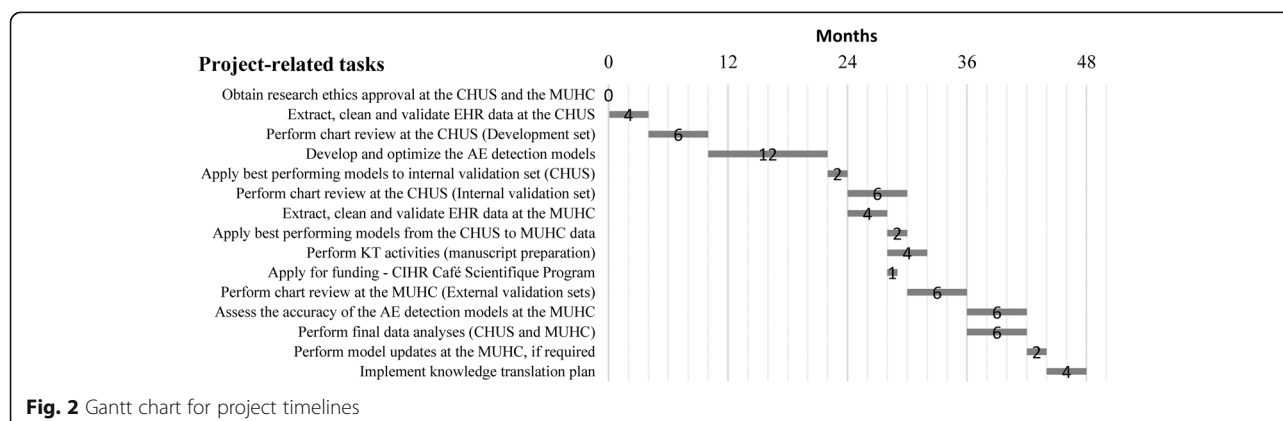 Months
Project-related tasks 0 12 24 36 48
Obtain research ethics approval at the CHUS and the MUHC 0
Extract, clean and validate EHR data at the CHUS 4
Perform chart review at the CHUS (Development set) 6
Develop and optimize the AE detection models 12
Apply best performing models to internal validation set (CHUS) 2
Perform chart review at the CHUS (Internal validation set) 6
Extract, clean and validate EHR data at the MUHC 4
Apply best performing models from the CHUS to MUHC data 2
Perform KT activities (manuscript preparation) 4
Apply for funding - CIHR Café Scientifique Program 1
Perform chart review at the MUHC (External validation sets) 6
Assess the accuracy of the AE detection models at the MUHC 6
Perform final data analyses (CHUS and MUHC) 6
Perform model updates at the MUHC, if required 2
Implement knowledge translation plan 4
Fig. 2 Gantt chart for project timelines